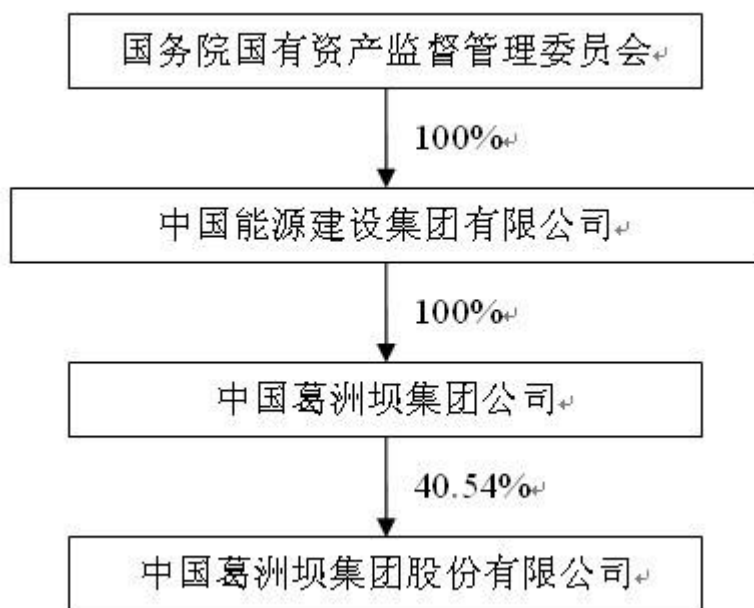 国务院国有资产监督管理委员会
100%
中国能源建设集团有限公司
100%
中国葛洲坝集团公司
40.54%
中国葛洲坝集团股份有限公司